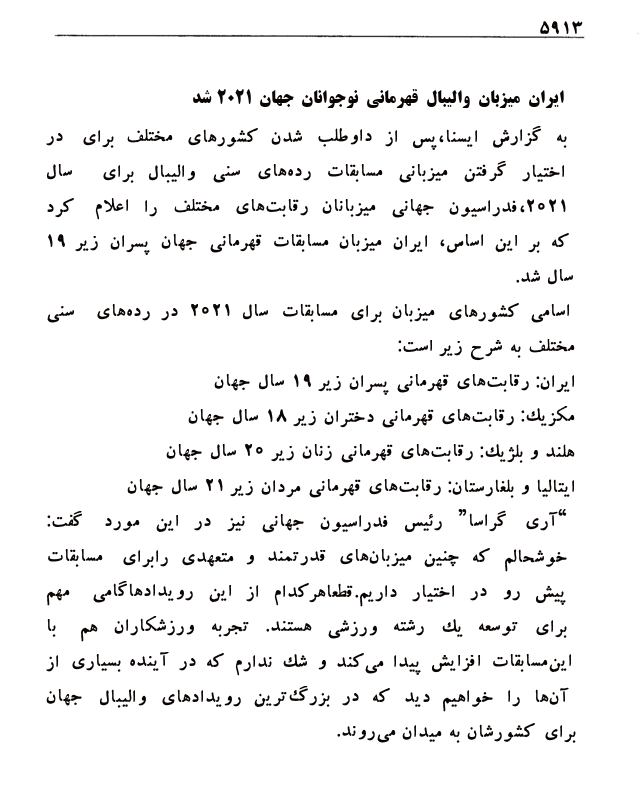 ۵۹۱۳
ایران میزبان والیبال قهرمانی نوجوانان جهان ۲۰۲۱ شد
به گزارش ایسنا،پس از داوطلب شدن کشورهای مختلف برای در
اختیار گرفتن میزبانی مسابقات رده‌های سنی والیبال برای سال
۲۰۲۱،فدراسیون جهانی میزبانان رقابت‌های مختلف را اعلام کرد
که بر این اساس، ایران میزبان مسابقات قهرمانی جهان پسران زیر ۱۹
سال شد.
اسامی کشورهای میزبان برای مسابقات سال ۲۰۲۱ در رده‌های سنی
مختلف به شرح زیر است:
ایران: رقابت‌های قهرمانی پسران زیر ۱۹ سال جهان
مکزیک: رقابت‌های قهرمانی دختران زیر ۱۸ سال جهان
هلند و بلژیک: رقابت‌های قهرمانی زنان زیر ۲۰ سال جهان
ایتالیا و بلغارستان: رقابت‌های قهرمانی مردان زیر ۲۱ سال جهان
“آری گراسا” رئیس فدراسیون جهانی نیز در این مورد گفت:
خوشحالم که چنین میزبان‌های قدرتمند و متعهدی رابرای مسابقات
پیش رو در اختیار داریم.قطعاهرکدام از این رویدادهاگامی مهم
برای توسعه یک رشته ورزشی هستند. تجربه ورزشکاران هم با
این‌مسابقات افزایش پیدا می‌کند و شک ندارم که در آینده بسیاری از
آن‌ها را خواهیم دید که در بزرگ‌ترین رویدادهای والیبال جهان
برای کشورشان به میدان می‌روند.